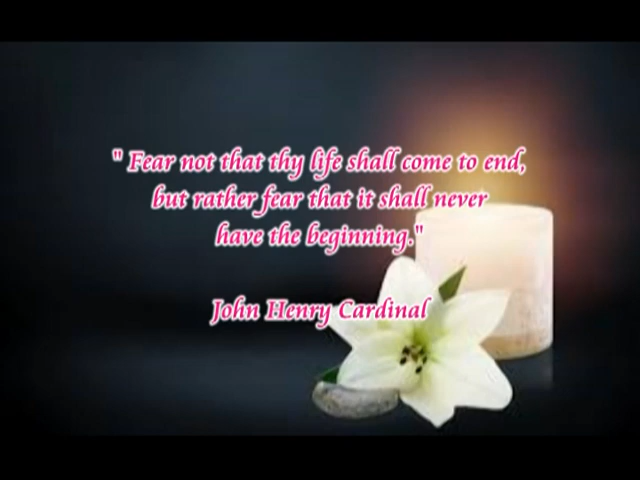 " Fear not that thy life shall come to end,
but rather fear that it shall never
have the beginning."
John Henry Cardinal